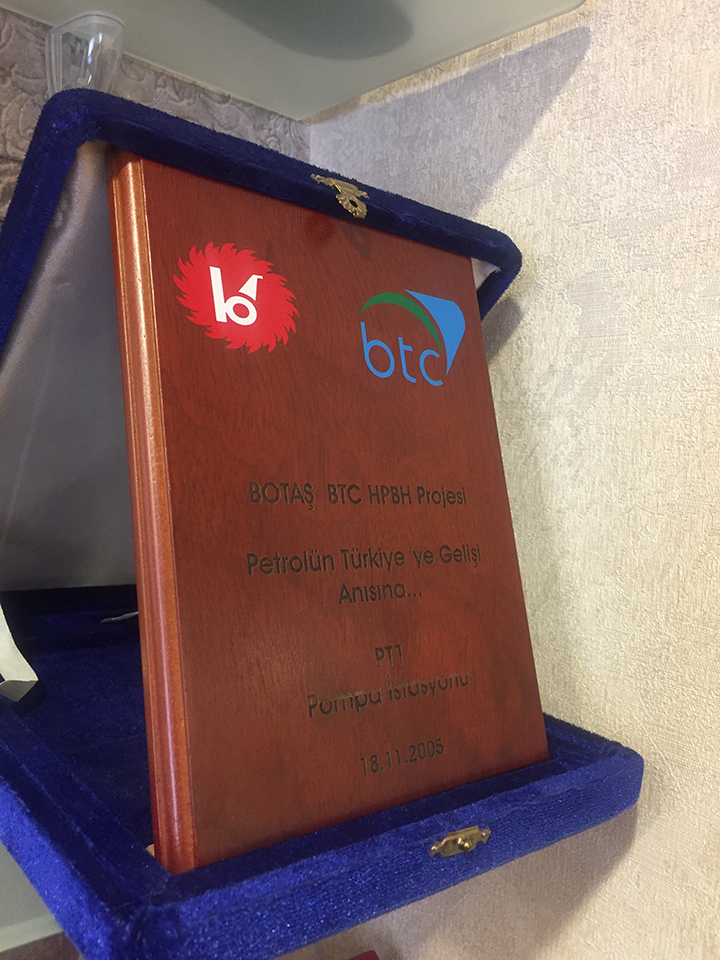 btc
BOTAŞ BTC HPBH Projesi
Petrolün Türkiye'ye Gelişi
Anısına...
PT1
Pompa İstasyonu
18.11.2005